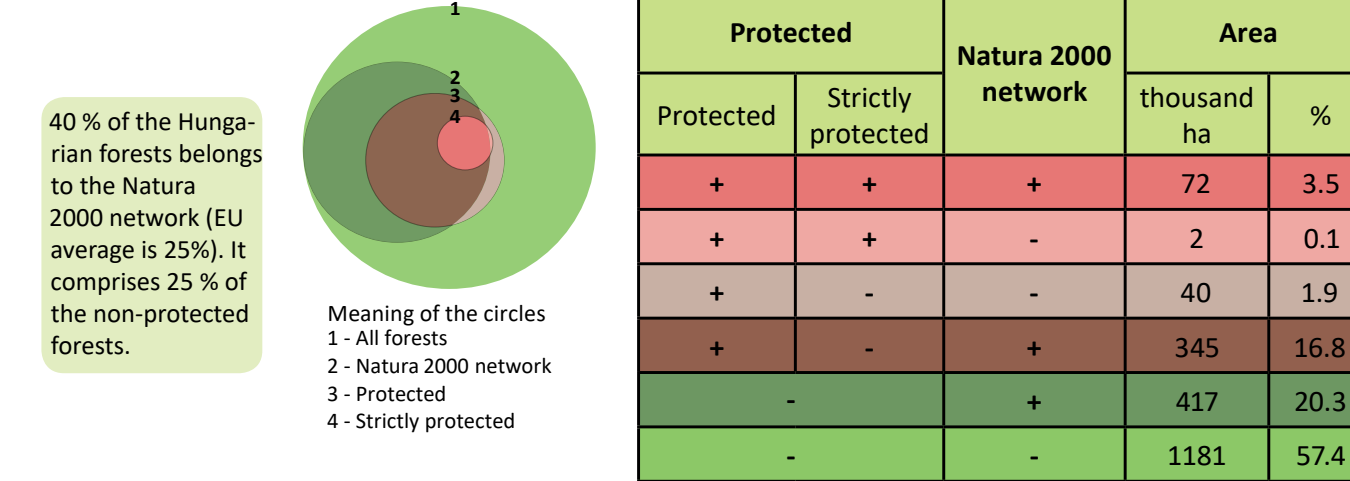 40 % of the Hunga-
rian forests belongs
to the Natura
2000 network (EU
average is 25%). It
comprises 25 % of
the non-protected
forests.
1
2
3
4
Meaning of the circles
1 - All forests
2 - Natura 2000 network
3 - Protected
4 - Strictly protected
Protected Natura 2000 network Area
Protected Strictly protected thousand ha %
+ + + 72 3.5
+ + - 2 0.1
+ - - 40 1.9
+ - + 345 16.8
- + 417 20.3
- - 1181 57.4